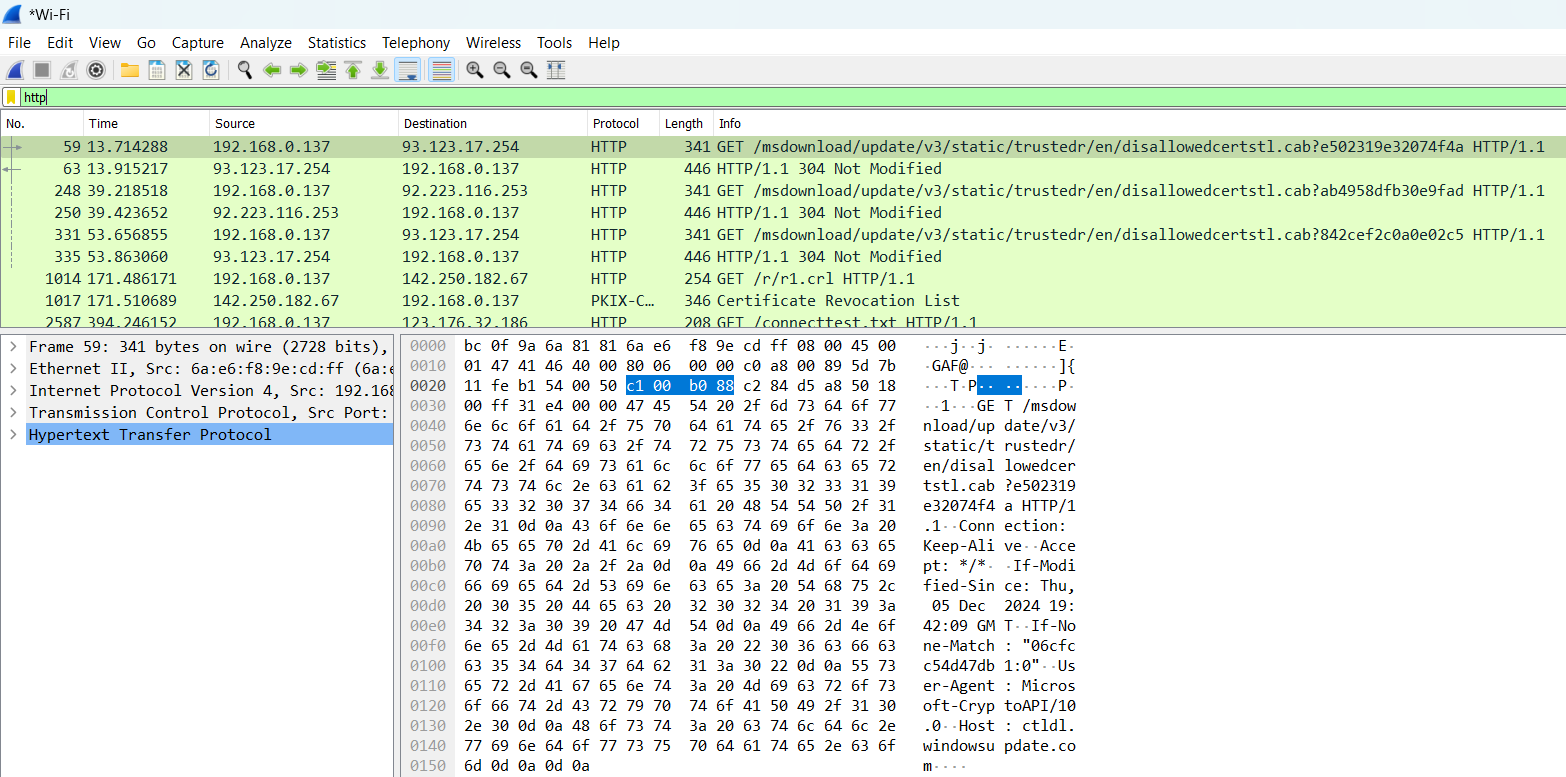 *Wi-Fi
File Edit View Go Capture Analyze Statistics Telephony Wireless Tools Help
http
No. Time Source Destination Protocol Length Info
59 13.714288 192.168.0.137 93.123.17.254 HTTP 341 GET /msdownload/update/v3/static/trustedr/en/disallowedcertstl.cab?e502319e32074f4a HTTP/1.1
63 13.915217 93.123.17.254 192.168.0.137 HTTP 446 HTTP/1.1 304 Not Modified
248 39.218518 192.168.0.137 92.223.116.253 HTTP 341 GET /msdownload/update/v3/static/trustedr/en/disallowedcertstl.cab?ab4958dfb30e9fad HTTP/1.1
250 39.423652 92.223.116.253 192.168.0.137 HTTP 446 HTTP/1.1 304 Not Modified
331 53.656855 192.168.0.137 93.123.17.254 HTTP 341 GET /msdownload/update/v3/static/trustedr/en/disallowedcertstl.cab?842cef2c0a0e02c5 HTTP/1.1
335 53.863060 93.123.17.254 192.168.0.137 HTTP 446 HTTP/1.1 304 Not Modified
1014 171.486171 192.168.0.137 142.250.182.67 HTTP 254 GET /r/r1.crl HTTP/1.1
1017 171.510689 142.250.182.67 192.168.0.137 PKIX-C… 346 Certificate Revocation List
2587 394.246152 192.168.0.137 123.176.32.186 HTTP 208 GET /connecttest.txt HTTP/1.1
Frame 59: 341 bytes on wire (2728 bits),
Ethernet II, Src: 6a:e6:f8:9e:cd:ff (6a:e
Internet Protocol Version 4, Src: 192.168
Transmission Control Protocol, Src Port:
Hypertext Transfer Protocol
0000 bc 0f 9a 6a 81 81 6a e6 f8 9e cd ff 08 00 45 00 ···j··j· ······E·
0010 01 47 41 46 40 00 80 06 00 00 c0 a8 00 89 5d 7b ·GAF@··· ······]{
0020 11 fe b1 54 00 50 c1 00 b0 88 c2 84 d5 a8 50 18 ···T·P·· ······P·
0030 00 ff 31 e4 00 00 47 45 54 20 2f 6d 73 64 6f 77 ··1···GE T /msdow
0040 6e 6c 6f 61 64 2f 75 70 64 61 74 65 2f 76 33 2f nload/up date/v3/
0050 73 74 61 74 69 63 2f 74 72 75 73 74 65 64 72 2f static/t rustedr/
0060 65 6e 2f 64 69 73 61 6c 6c 6f 77 65 64 63 65 72 en/disal lowedcer
0070 74 73 74 6c 2e 63 61 62 3f 65 35 30 32 33 31 39 tstl.cab ?e502319
0080 65 33 32 30 37 34 66 34 61 20 48 54 54 50 2f 31 e32074f4 a HTTP/1
0090 2e 31 0d 0a 43 6f 6e 6e 65 63 74 69 6f 6e 3a 20 .1··Conn ection:
00a0 4b 65 65 70 2d 41 6c 69 76 65 0d 0a 41 63 63 65 Keep-Ali ve··Acce
00b0 70 74 3a 20 2a 2f 2a 0d 0a 49 66 2d 4d 6f 64 69 pt: */*· ·If-Modi
00c0 66 69 65 64 2d 53 69 6e 63 65 3a 20 54 68 75 2c fied-Sin ce: Thu,
00d0 20 30 35 20 44 65 63 20 32 30 32 34 20 31 39 3a 05 Dec 2024 19:
00e0 34 32 3a 30 39 20 47 4d 54 0d 0a 49 66 2d 4e 6f 42:09 GM T··If-No
00f0 6e 65 2d 4d 61 74 63 68 3a 20 22 30 36 63 66 63 ne-Match : "06cfc
0100 63 35 34 64 34 37 64 62 31 3a 30 22 0d 0a 55 73 c54d47db 1:0"··Us
0110 65 72 2d 41 67 65 6e 74 3a 20 4d 69 63 72 6f 73 er-Agent : Micros
0120 6f 66 74 2d 43 72 79 70 74 6f 41 50 49 2f 31 30 oft-Cryp toAPI/10
0130 2e 30 0d 0a 48 6f 73 74 3a 20 63 74 6c 64 6c 2e .0··Host : ctldl.
0140 77 69 6e 64 6f 77 73 75 70 64 61 74 65 2e 63 6f windowsu pdate.co
0150 6d 0d 0a 0d 0a m····